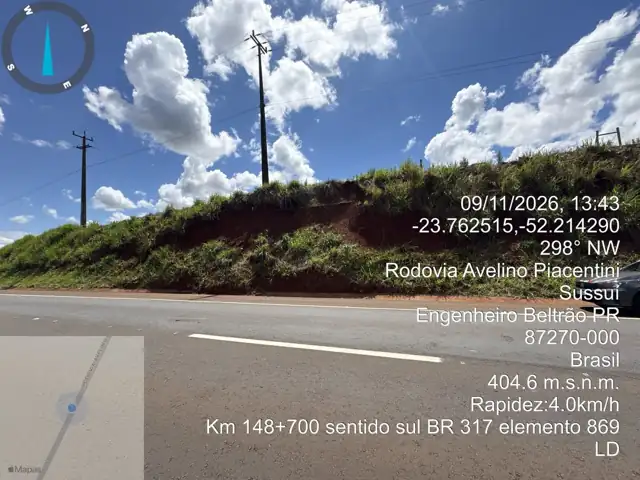 N
W
E
S
09/11/2026, 13:43
-23.762515,-52.214290
298° NW
Rodovia Avelino Piacentini
Sussui
Engenheiro Beltrão PR
87270-000
Brasil
404.6 m.s.n.m.
Rapidez:4.0km/h
Km 148+700 sentido sul BR 317 elemento 869
LD
Mapas